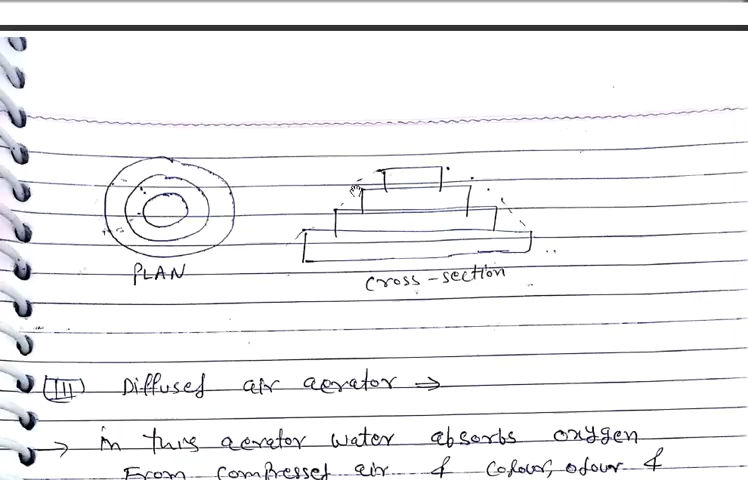 PLAN
Cross-section
(III) Diffused air aerator →
→ In this aerator water absorbs oxygen
From compressed air & colour, odour &